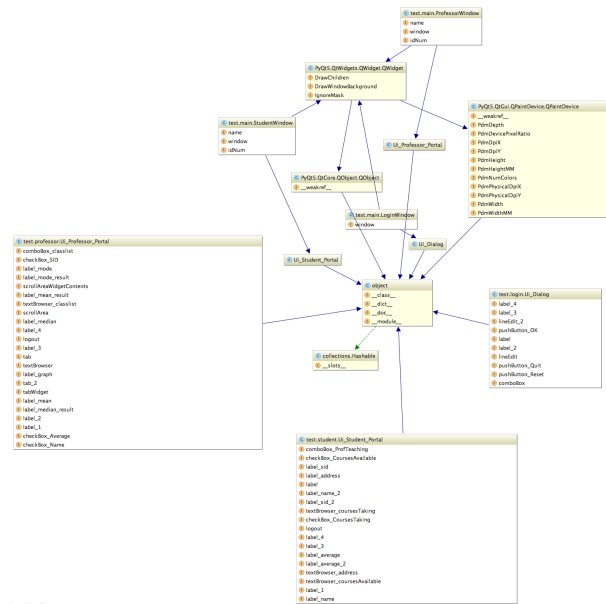 test.main.ProfessorWindow
name
window
idNum
PyQt5.QtWidgets.QWidget.QWidget
DrawChildren
DrawWindowBackground
IgnoreMask
PyQt5.QtGui.QPaintDevice.QPaintDevice
__weakref__
PdmDepth
PdmDevicePixelRatio
PdmDpiX
PdmDpiY
PdmHeight
PdmHeightMM
PdmNumColors
PdmPhysicalDpiX
PdmPhysicalDpiY
PdmWidth
PdmWidthMM
test.main.StudentWindow
name
window
idNum
Ui_Professor_Portal
PyQt5.QtCore.QObject.QObject
__weakref__
test.main.LoginWindow
window
Ui_Dialog
Ui_Student_Portal
test.professor.Ui_Professor_Portal
comboBox_classlist
checkBox_SID
label_mode
label_mode_result
scrollAreaWidgetContents
label_mean_result
textBrowser_classlist
scrollArea
label_median
label_4
logout
label_3
tab
textBrowser
label_graph
tab_2
tabWidget
label_mean
label_median_result
label_2
label_1
checkBox_Average
checkBox_Name
object
__class__
__dict__
__doc__
__module__
test.login.Ui_Dialog
label_4
label_3
lineEdit_2
pushButton_OK
label
label_2
lineEdit
pushButton_Quit
pushButton_Reset
comboBox
collections.Hashable
__slots__
test.student.Ui_Student_Portal
comboBox_ProfTeaching
checkBox_CoursesAvailable
label_sid
label_address
label
label_name_2
label_sid_2
textBrowser_coursesTaking
checkBox_CoursesTaking
logout
label_4
label_3
label_average
label_average_2
textBrowser_address
textBrowser_coursesAvailable
label_1
label_name